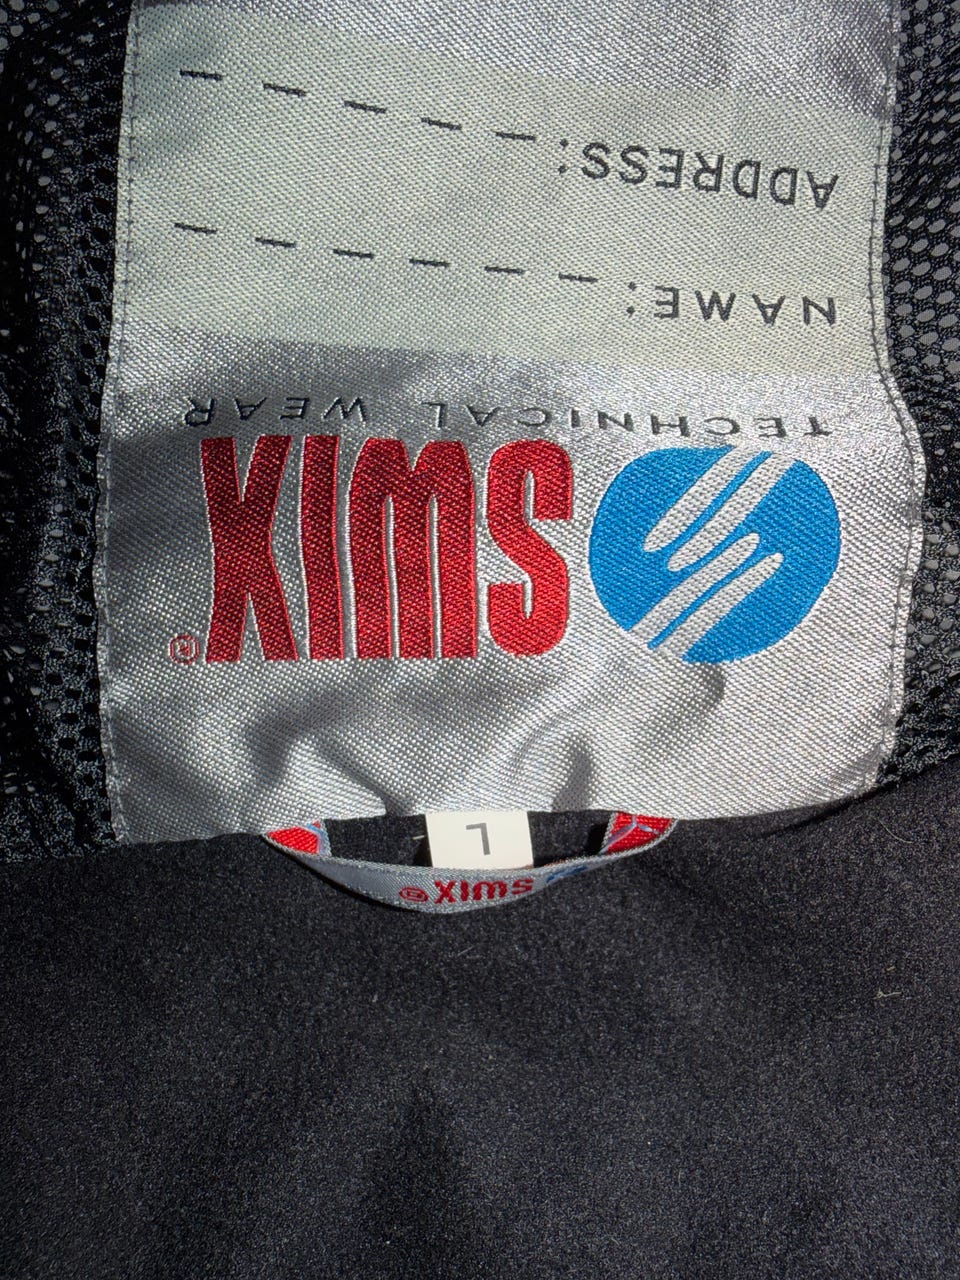 L
SWIX®
SWIX®
TECHNICAL WEAR
NAME: _ _ _ _ _ _
ADDRESS: _ _ _ _ _